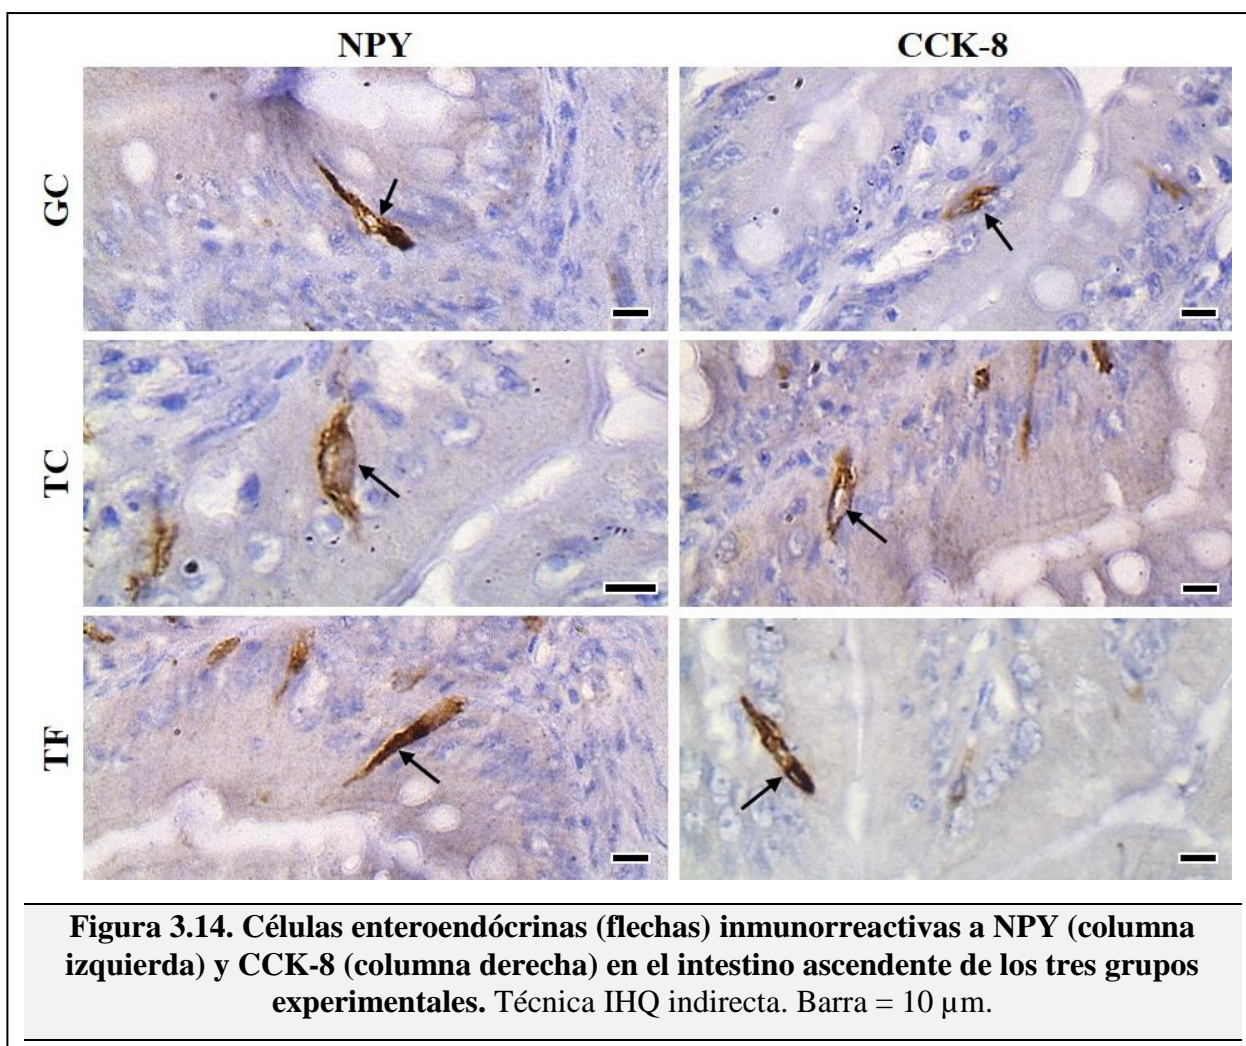 NPY
CCK-8
GC
TC
TF
Figura 3.14. Células enteroendócrinas (flechas) inmunorreactivas a NPY (columna
izquierda) y CCK-8 (columna derecha) en el intestino ascendente de los tres grupos
experimentales. Técnica IHQ indirecta. Barra = 10 µm.